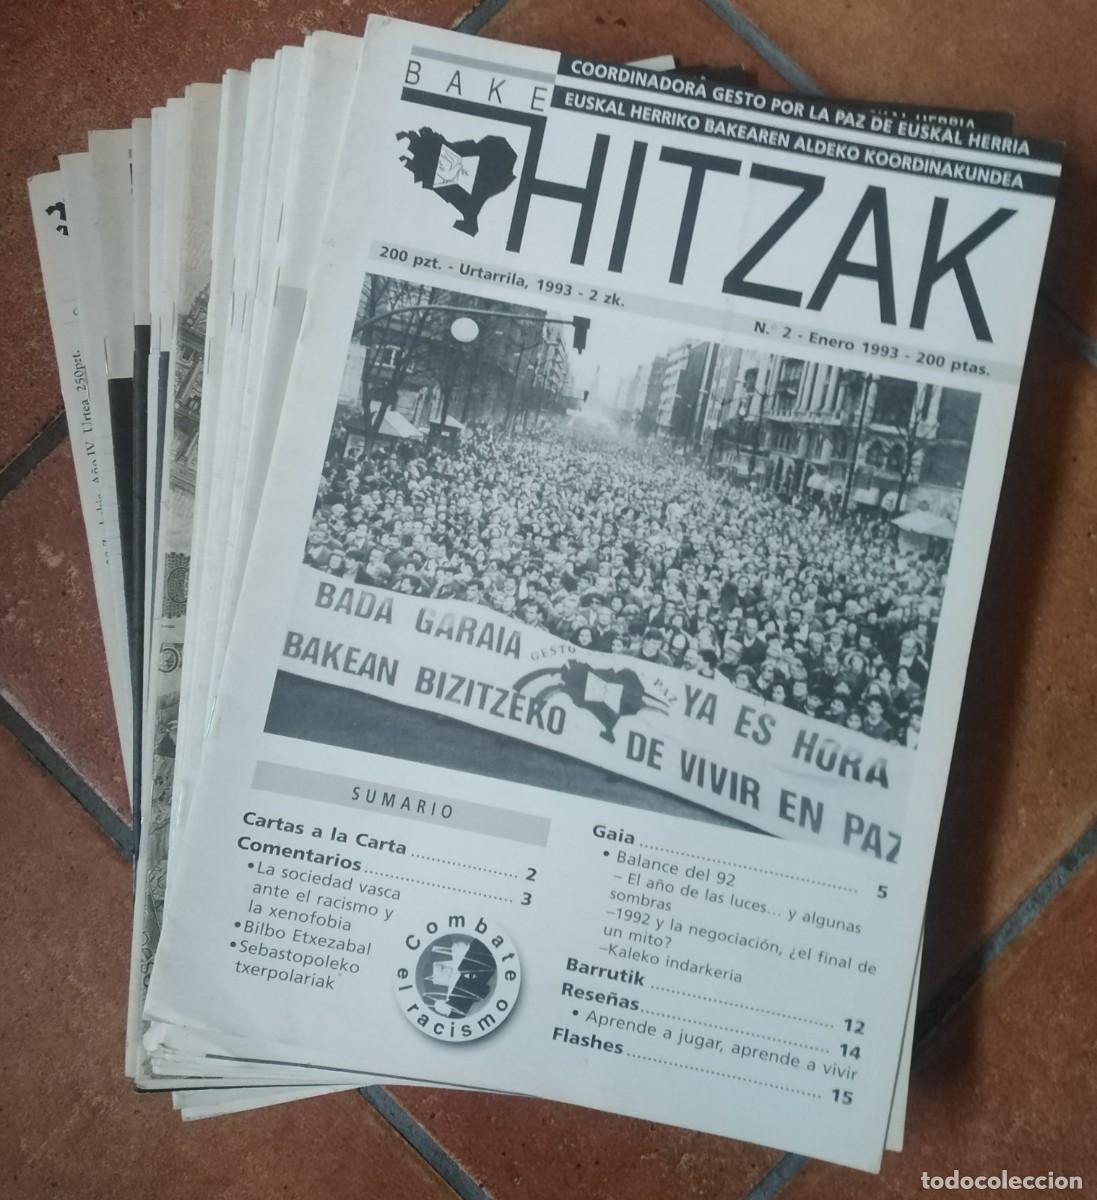 COORDINADORA GESTO POR LA PAZ DE EUSKAL HERRIA
EUSKAL HERRIKO BAKEAREN ALDEKO KOORDINAKUNDEA
BAKE
HITZAK
200 pzt. - Urtarrila, 1993 - 2 zk.
N.° 2 - Enero 1993 - 200 ptas.
BADA GARAIA
BAKEAN BIZITZEKO
GESTO
PAZ
YA ES HORA
DE VIVIR EN PAZ
SUMARIO
Cartas a la Carta ................... 2
Comentarios ........................... 3
•La sociedad vasca
ante el racismo y
la xenofobia
•Bilbo Etxezabal
•Sebastopoleko
txerpolariak
Combate
el racismo
Gaia ........................................ 5
• Balance del 92
– El año de las luces... y algunas
sombras
–1992 y la negociación, ¿el final de
un mito?
–Kaleko indarkeria
Barrutik ................................ 12
Reseñas ................................ 14
• Aprende a jugar, aprende a vivir
Flashes ................................. 15
Año IV Urtea 250pzt.
HERRIA
todocoleccion